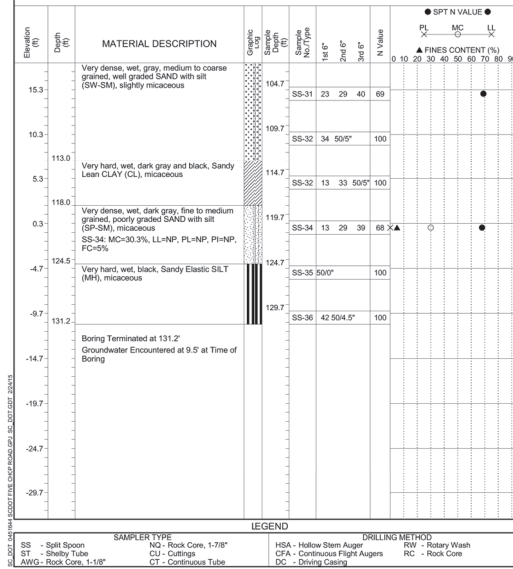 ● SPT N VALUE ●
PL MC LL
▲ FINES CONTENT (%)
0 10 20 30 40 50 60 70 80 90
Elevation (ft)
Depth (ft)
MATERIAL DESCRIPTION
Graphic Log
Sample Depth (ft)
Sample No./Type
1st 6"
2nd 6"
3rd 6"
N Value
Very dense, wet, gray, medium to coarse
grained, well graded SAND with silt
(SW-SM), slightly micaceous
104.7
15.3
SS-31 23 29 40 69
109.7
10.3
SS-32 34 50/5" 100
113.0
Very hard, wet, dark gray and black, Sandy
Lean CLAY (CL), micaceous
114.7
5.3
SS-32 13 33 50/5" 100
118.0
Very dense, wet, dark gray, fine to medium
grained, poorly graded SAND with silt
(SP-SM), micaceous
119.7
0.3
SS-34 13 29 39 68
SS-34: MC=30.3%, LL=NP, PL=NP, PI=NP,
FC=5%
124.5
124.7
-4.7
Very hard, wet, black, Sandy Elastic SILT
(MH), micaceous
SS-35 50/0" 100
129.7
-9.7
131.2
SS-36 42 50/4.5" 100
Boring Terminated at 131.2'
Groundwater Encountered at 9.5' at Time of
Boring
-14.7
-19.7
-24.7
-29.7
LEGEND
SAMPLER TYPE
SS - Split Spoon
ST - Shelby Tube
AWG - Rock Core, 1-1/8"
NQ - Rock Core, 1-7/8"
CU - Cuttings
CT - Continuous Tube
DRILLING METHOD
HSA - Hollow Stem Auger
CFA - Continuous Flight Augers
DC - Driving Casing
RW - Rotary Wash
RC - Rock Core